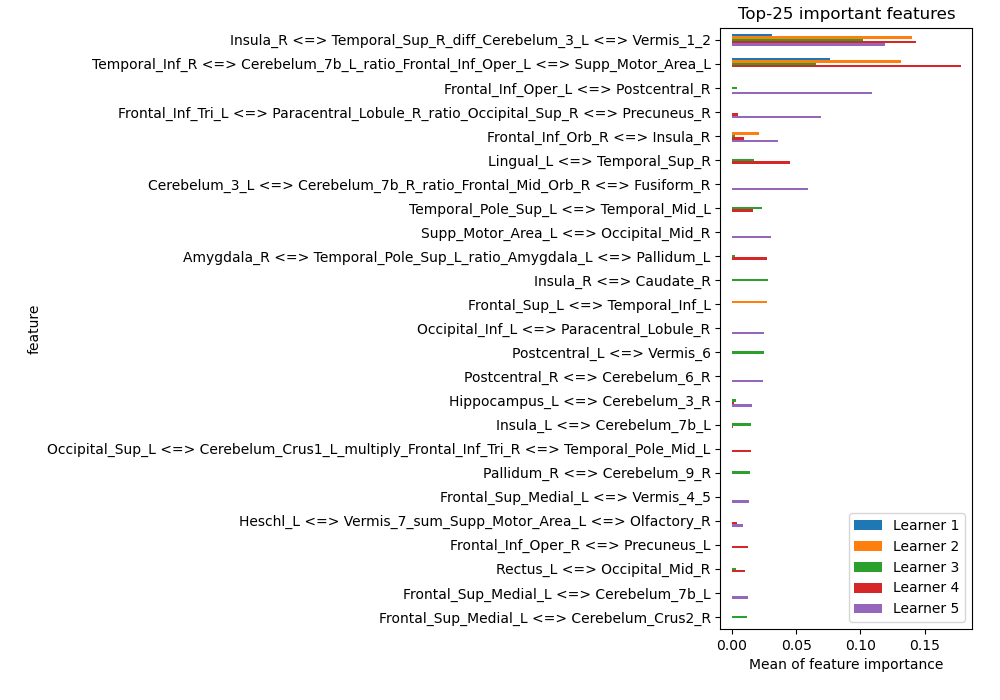 Top-25 important features
Insula_R <=> Temporal_Sup_R_diff_Cerebelum_3_L <=> Vermis_1_2
Temporal_Inf_R <=> Cerebelum_7b_L_ratio_Frontal_Inf_Oper_L <=> Supp_Motor_Area_L
Frontal_Inf_Oper_L <=> Postcentral_R
Frontal_Inf_Tri_L <=> Paracentral_Lobule_R_ratio_Occipital_Sup_R <=> Precuneus_R
Frontal_Inf_Orb_R <=> Insula_R
Lingual_L <=> Temporal_Sup_R
Cerebelum_3_L <=> Cerebelum_7b_R_ratio_Frontal_Mid_Orb_R <=> Fusiform_R
Temporal_Pole_Sup_L <=> Temporal_Mid_L
Supp_Motor_Area_L <=> Occipital_Mid_R
Amygdala_R <=> Temporal_Pole_Sup_L_ratio_Amygdala_L <=> Pallidum_L
Insula_R <=> Caudate_R
Frontal_Sup_L <=> Temporal_Inf_L
Occipital_Inf_L <=> Paracentral_Lobule_R
Postcentral_L <=> Vermis_6
Postcentral_R <=> Cerebelum_6_R
Hippocampus_L <=> Cerebelum_3_R
Insula_L <=> Cerebelum_7b_L
Occipital_Sup_L <=> Cerebelum_Crus1_L_multiply_Frontal_Inf_Tri_R <=> Temporal_Pole_Mid_L
Pallidum_R <=> Cerebelum_9_R
Frontal_Sup_Medial_L <=> Vermis_4_5
Heschl_L <=> Vermis_7_sum_Supp_Motor_Area_L <=> Olfactory_R
Frontal_Inf_Oper_R <=> Precuneus_L
Rectus_L <=> Occipital_Mid_R
Frontal_Sup_Medial_L <=> Cerebelum_7b_L
Frontal_Sup_Medial_L <=> Cerebelum_Crus2_R
feature
Learner 1
Learner 2
Learner 3
Learner 4
Learner 5
0.00 0.05 0.10 0.15
Mean of feature importance